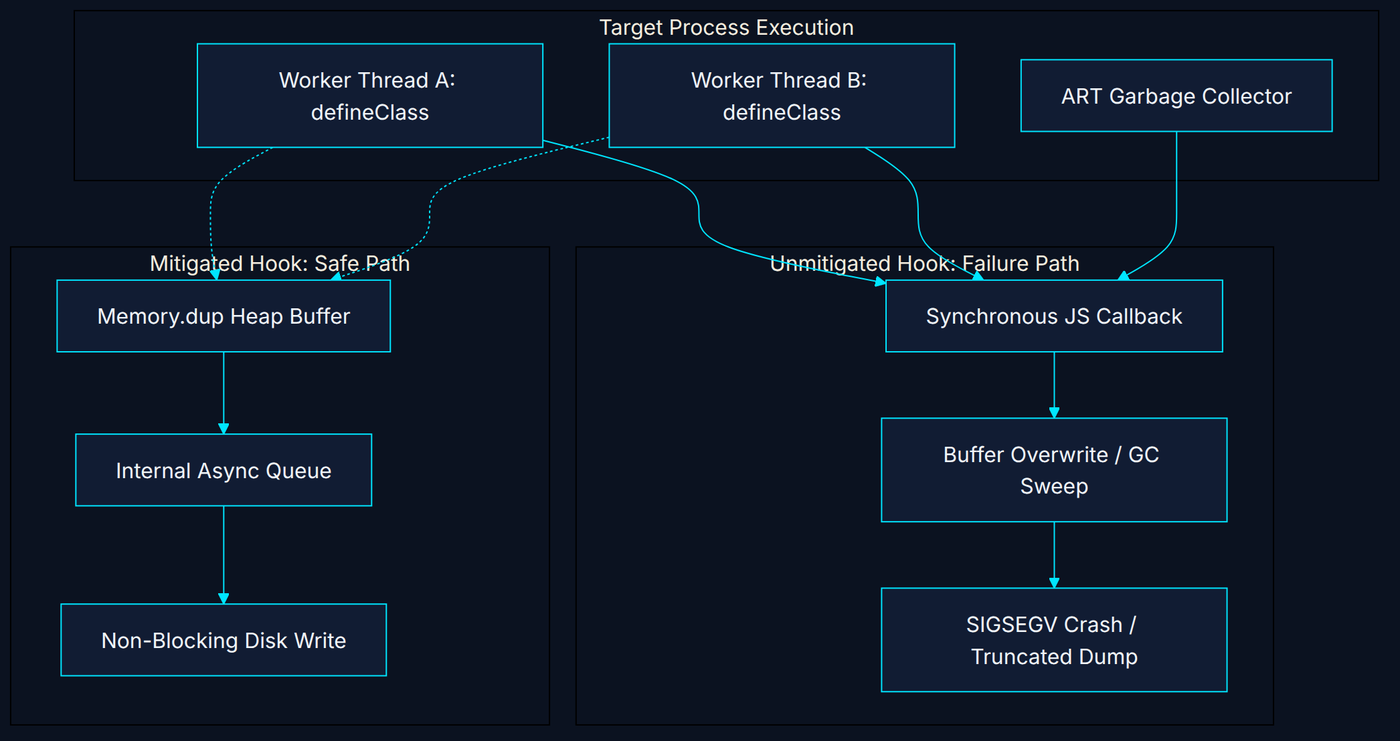 Target Process Execution
Worker Thread A:
defineClass
Worker Thread B:
defineClass
ART Garbage Collector
Mitigated Hook: Safe Path
Memory.dup Heap Buffer
Internal Async Queue
Non-Blocking Disk Write
Unmitigated Hook: Failure Path
Synchronous JS Callback
Buffer Overwrite / GC
Sweep
SIGSEGV Crash /
Truncated Dump